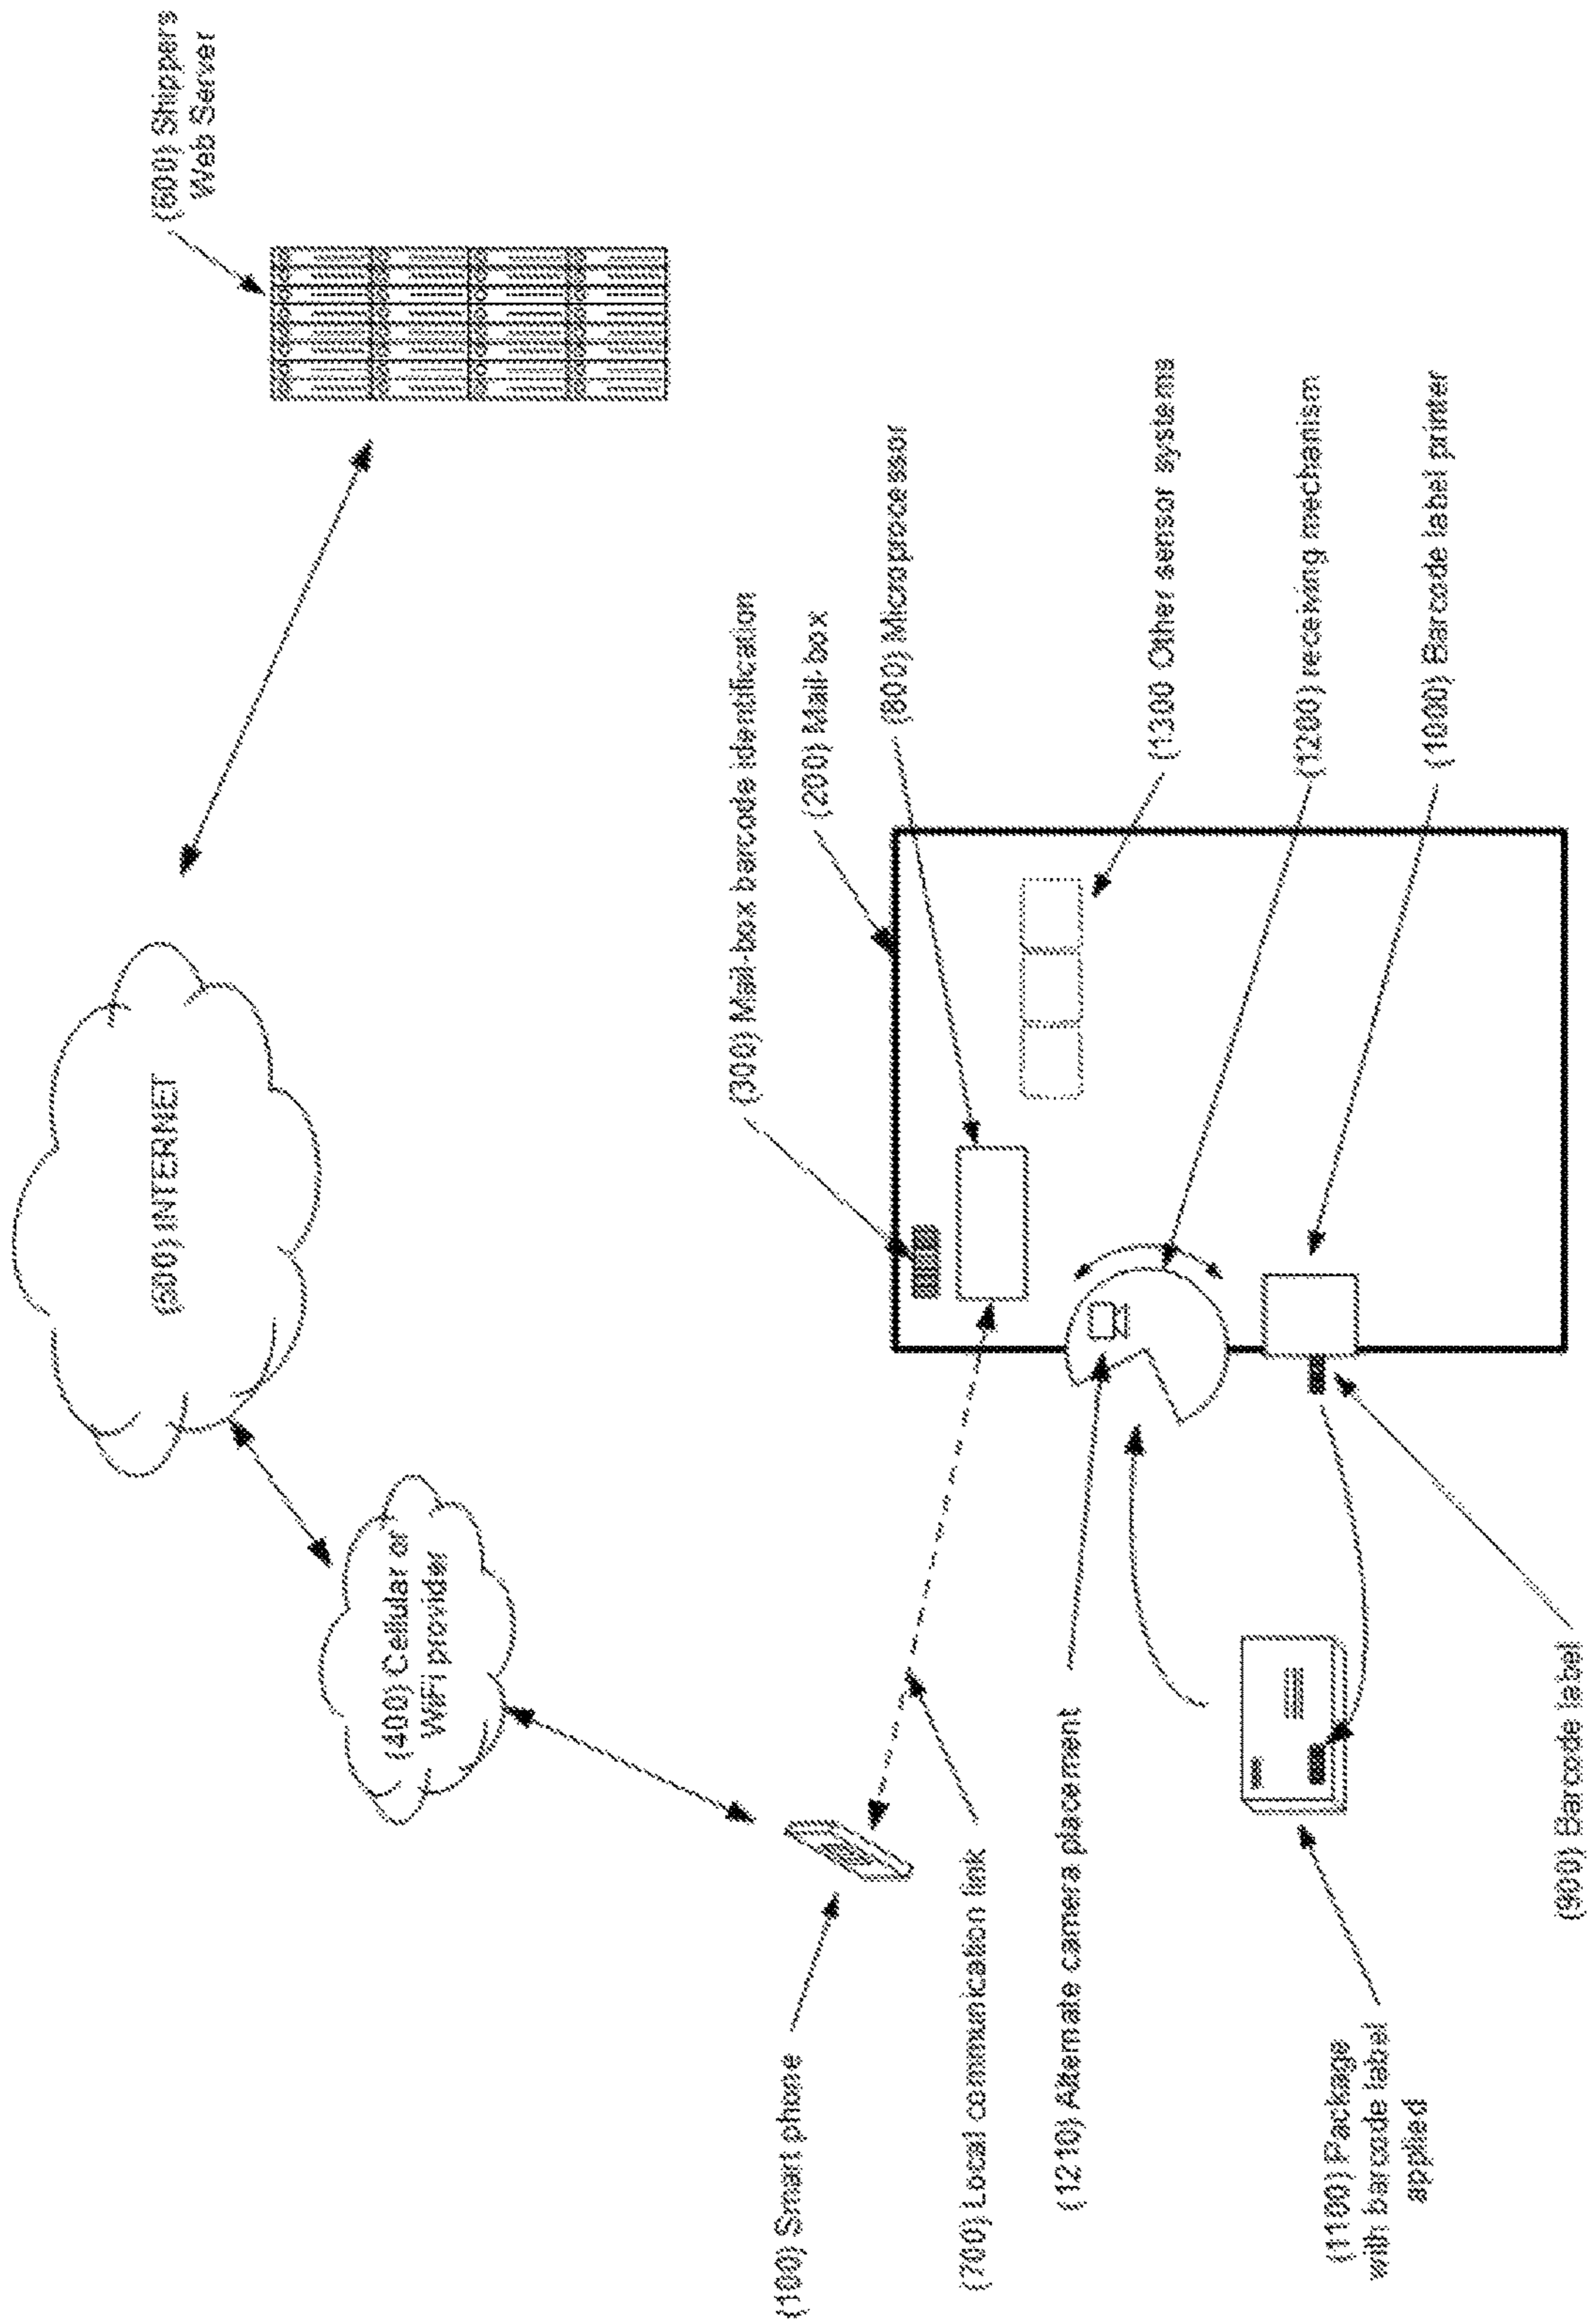 (600) Shippers
Web Server
(500) INTERNET
(400) Cellular or
WiFi provider
(300) Mail-box barcode identification
(100) Smart phone
(200) Mail-box
(800) Microprocessor
(700) Local communication link
(1210) Alternate camera placement
(1300 Other sensor systems
(1200) receiving mechanism
(1100) Package
with barcode label
applied
(1000) Barcode label printer
(900) Barcode label